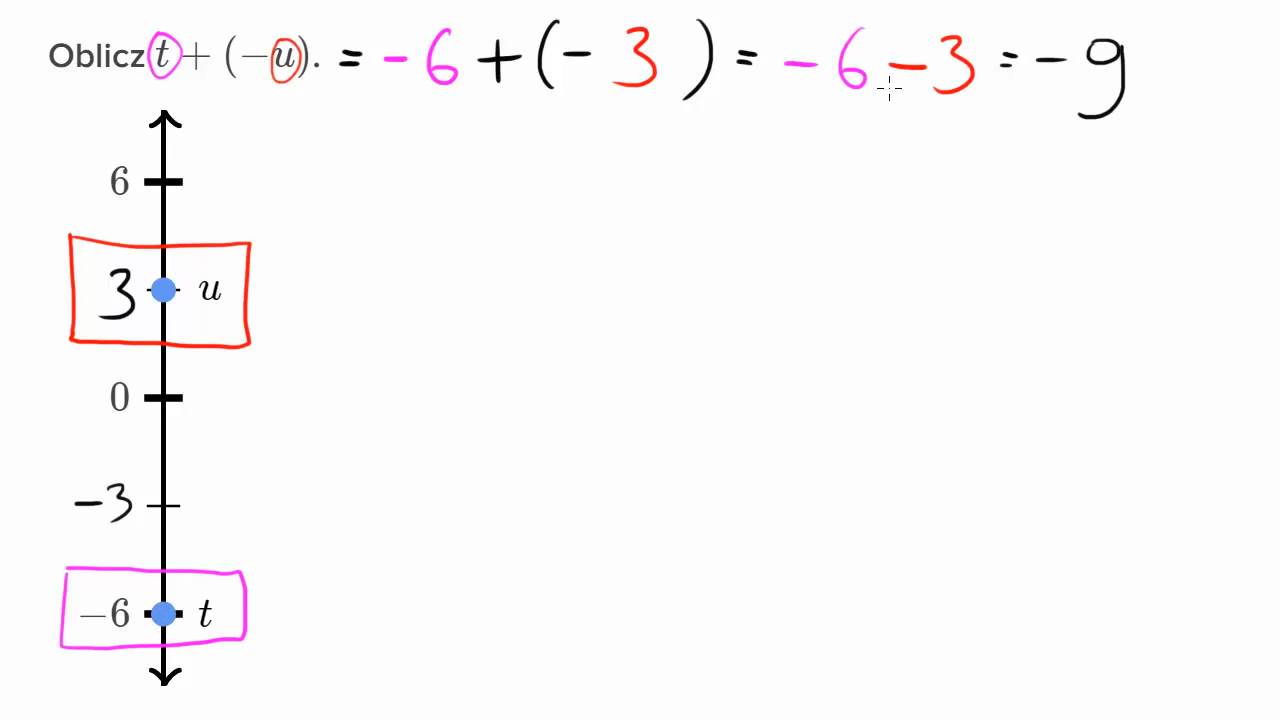 Oblicz t + (−u). = -6 + (- 3 ) = - 6 - 3 = - 9
6
3 u
0
-3
−6 t